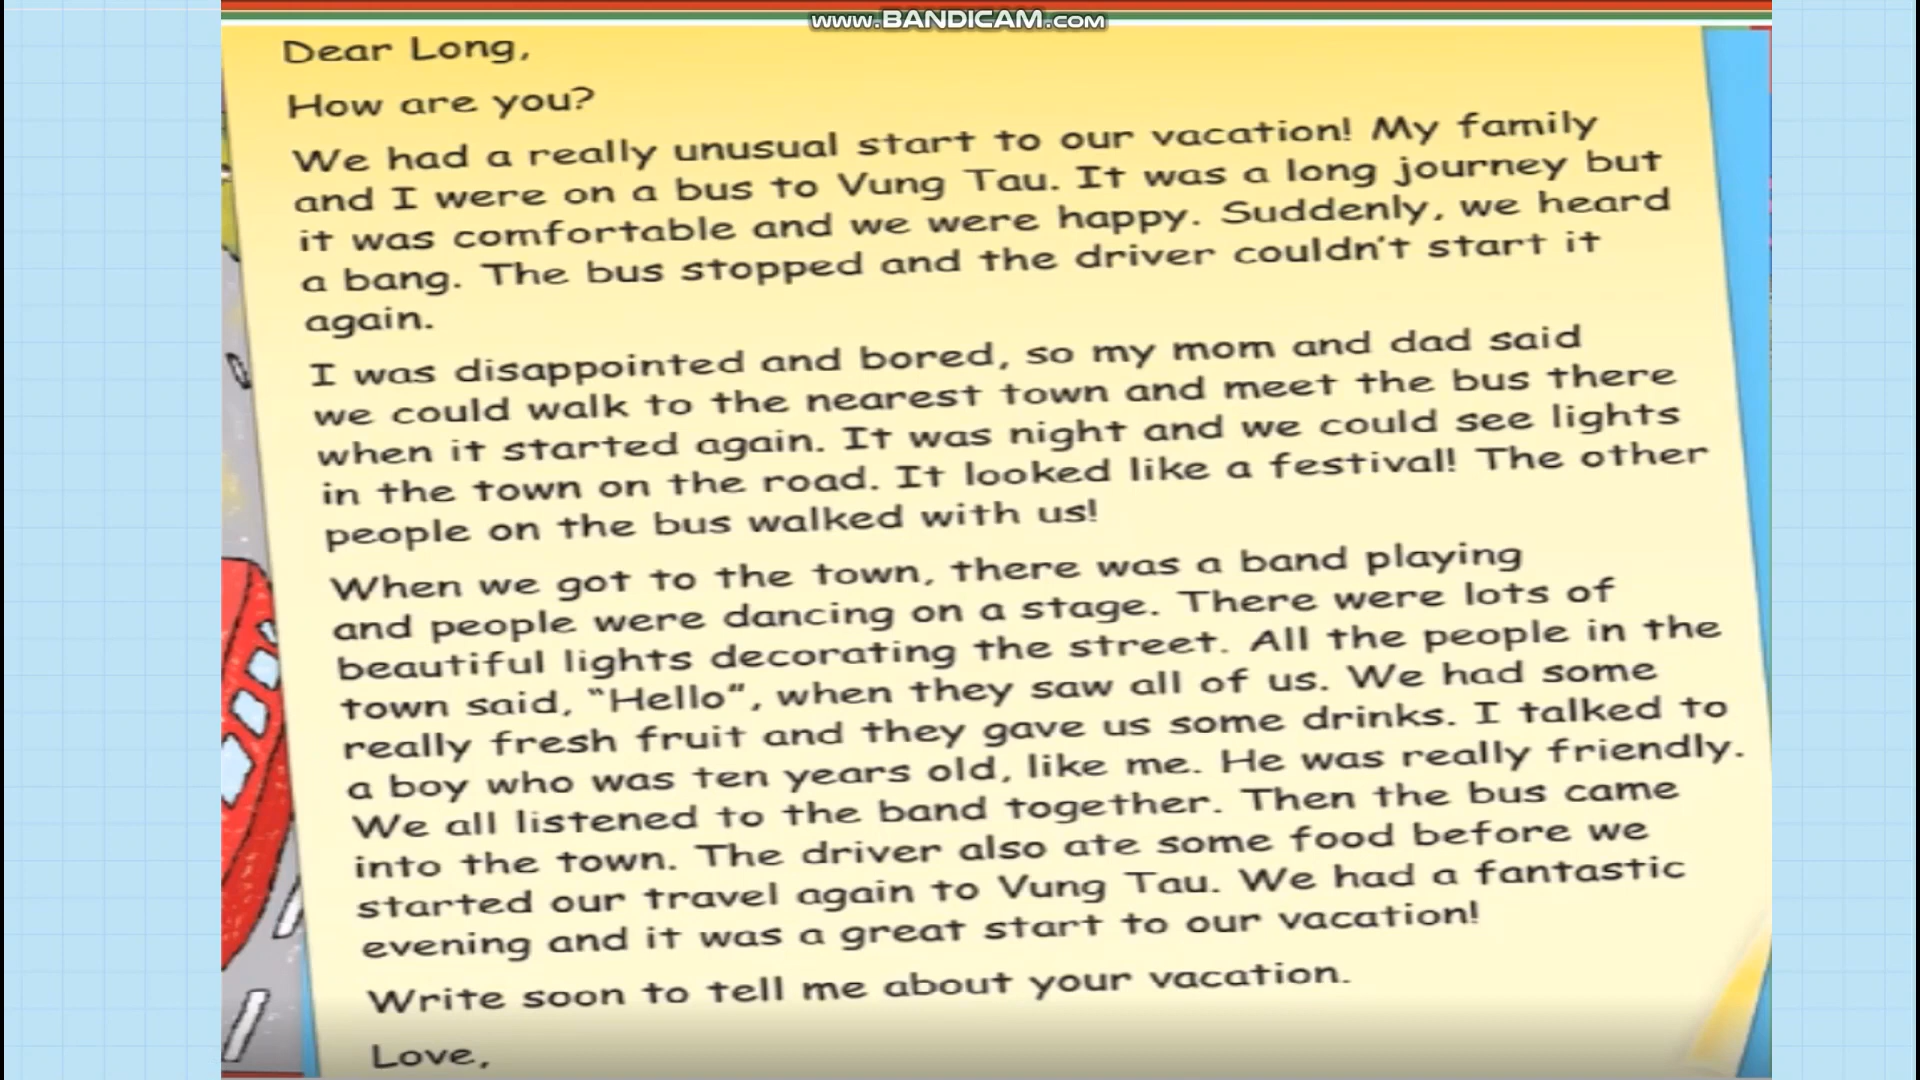 www.BANDICAM.com
Dear Long,
How are you?
We had a really unusual start to our vacation! My family
and I were on a bus to Vung Tau. It was a long journey but
it was comfortable and we were happy. Suddenly, we heard
a bang. The bus stopped and the driver couldn't start it
again.
I was disappointed and bored, so my mom and dad said
we could walk to the nearest town and meet the bus there
when it started again. It was night and we could see lights
in the town on the road. It looked like a festival! The other
people on the bus walked with us!
When we got to the town, there was a band playing
and people were dancing on a stage. There were lots of
beautiful lights decorating the street. All the people in the
town said, “Hello”, when they saw all of us. We had some
really fresh fruit and they gave us some drinks. I talked to
a boy who was ten years old, like me. He was really friendly.
We all listened to the band together. Then the bus came
into the town. The driver also ate some food before we
started our travel again to Vung Tau. We had a fantastic
evening and it was a great start to our vacation!
Write soon to tell me about your vacation.
Love,